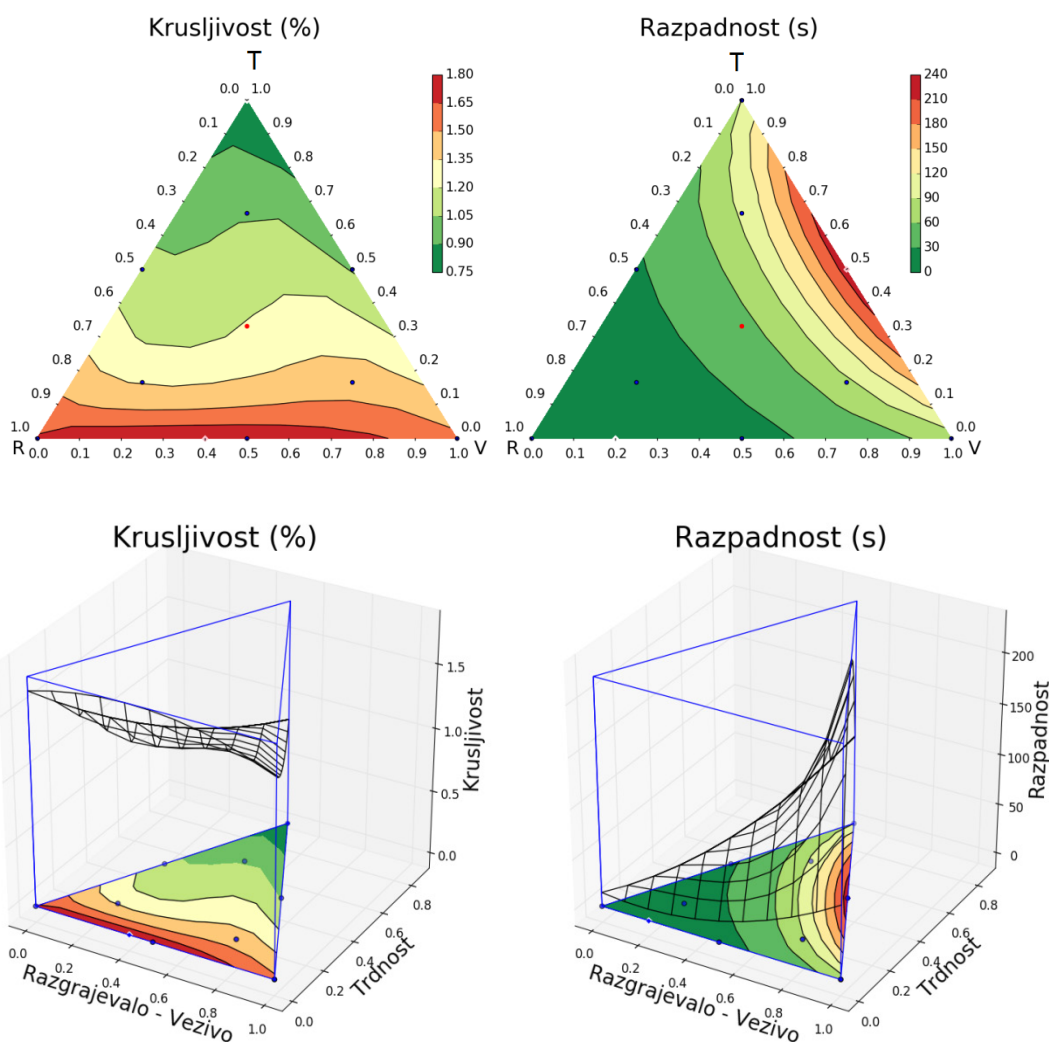 Krusljivost (%)
T
0.0 1.0
0.1 0.9
0.2 0.8
0.3 0.7
0.4 0.6
0.5 0.5
0.6 0.4
0.7 0.3
0.8 0.2
0.9 0.1
1.0 0.0
R V
0.0 0.1 0.2 0.3 0.4 0.5 0.6 0.7 0.8 0.9 1.0
1.80
1.65
1.50
1.35
1.20
1.05
0.90
0.75
Razpadnost (s)
T
0.0 1.0
0.1 0.9
0.2 0.8
0.3 0.7
0.4 0.6
0.5 0.5
0.6 0.4
0.7 0.3
0.8 0.2
0.9 0.1
1.0 0.0
R V
0.0 0.1 0.2 0.3 0.4 0.5 0.6 0.7 0.8 0.9 1.0
240
210
180
150
120
90
60
30
0
Krusljivost (%)
1.5
1.0
0.5
0.0
Krusljivost
0.0 0.2 0.4 0.6 0.8 1.0
Razgrajevalo - Vezivo
0.0 0.2 0.4 0.6 0.8
Trdnost
Razpadnost (s)
200
150
100
50
0
Razpadnost
0.0 0.2 0.4 0.6 0.8 1.0
Razgrajevalo - Vezivo
0.0 0.2 0.4 0.6 0.8
Trdnost